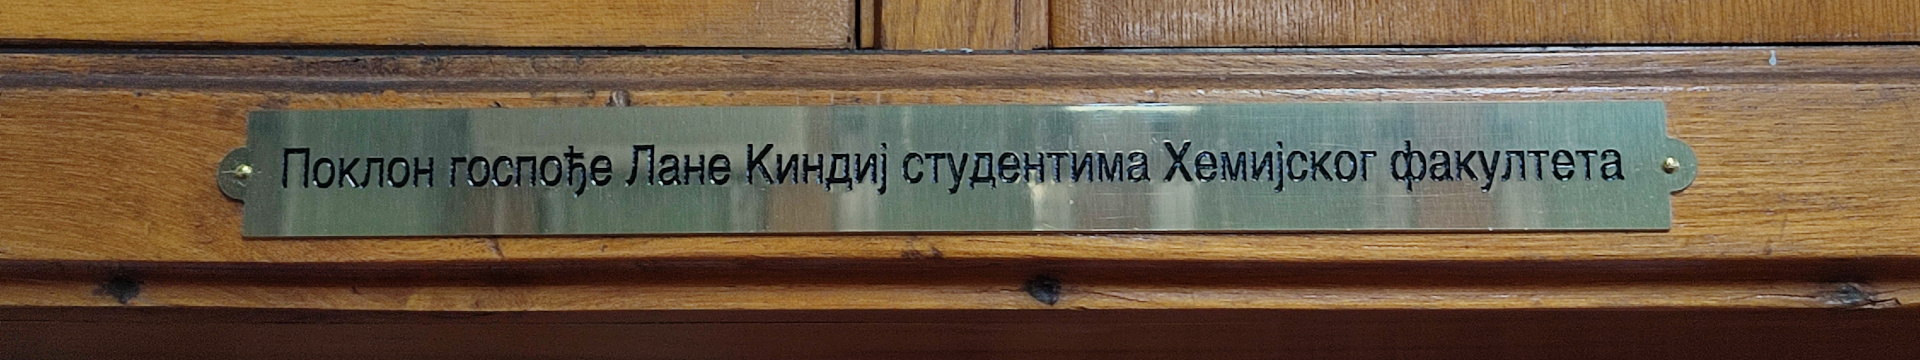 Поклон госпође Лане Киндиј студентима Хемијског факултета